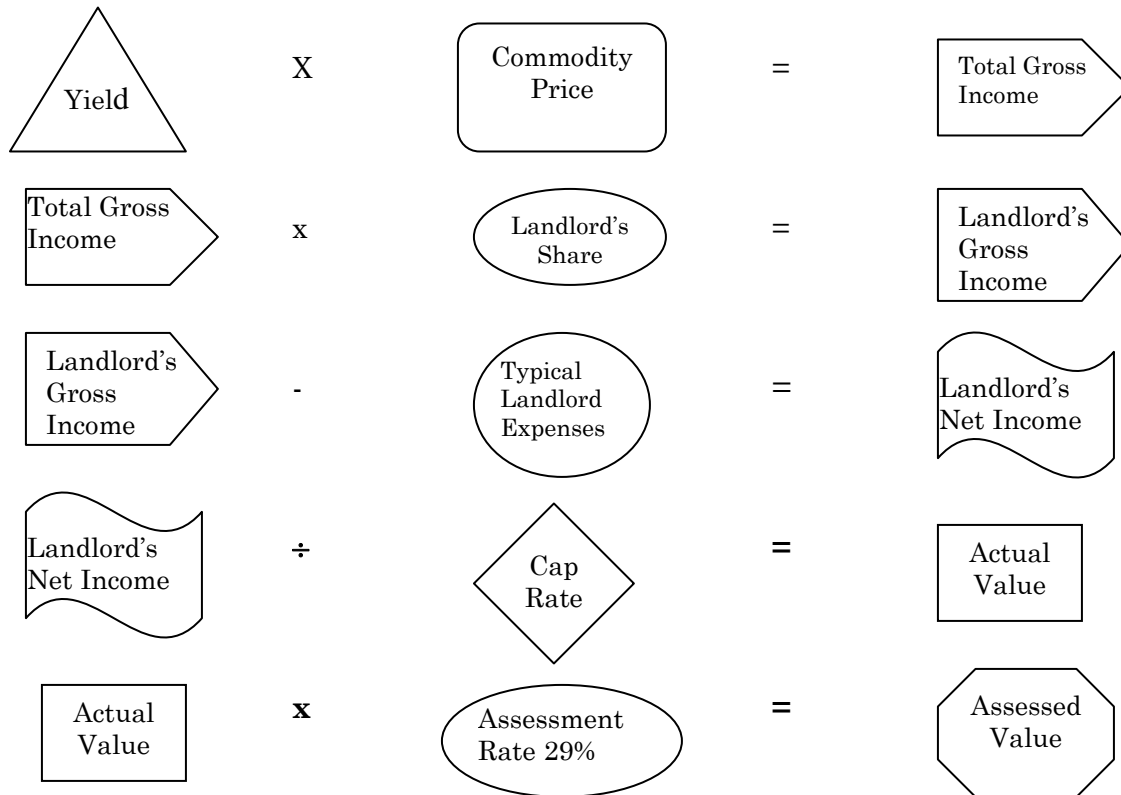 Yield
X
Commodity
Price
=
Total Gross
Income
Total Gross
Income
x
Landlord's
Share
=
Landlord's
Gross
Income
Landlord's
Gross
Income
-
Typical
Landlord
Expenses
=
Landlord's
Net Income
Landlord's
Net Income
÷
Cap
Rate
=
Actual
Value
Actual
Value
x
Assessment
Rate 29%
=
Assessed
Value